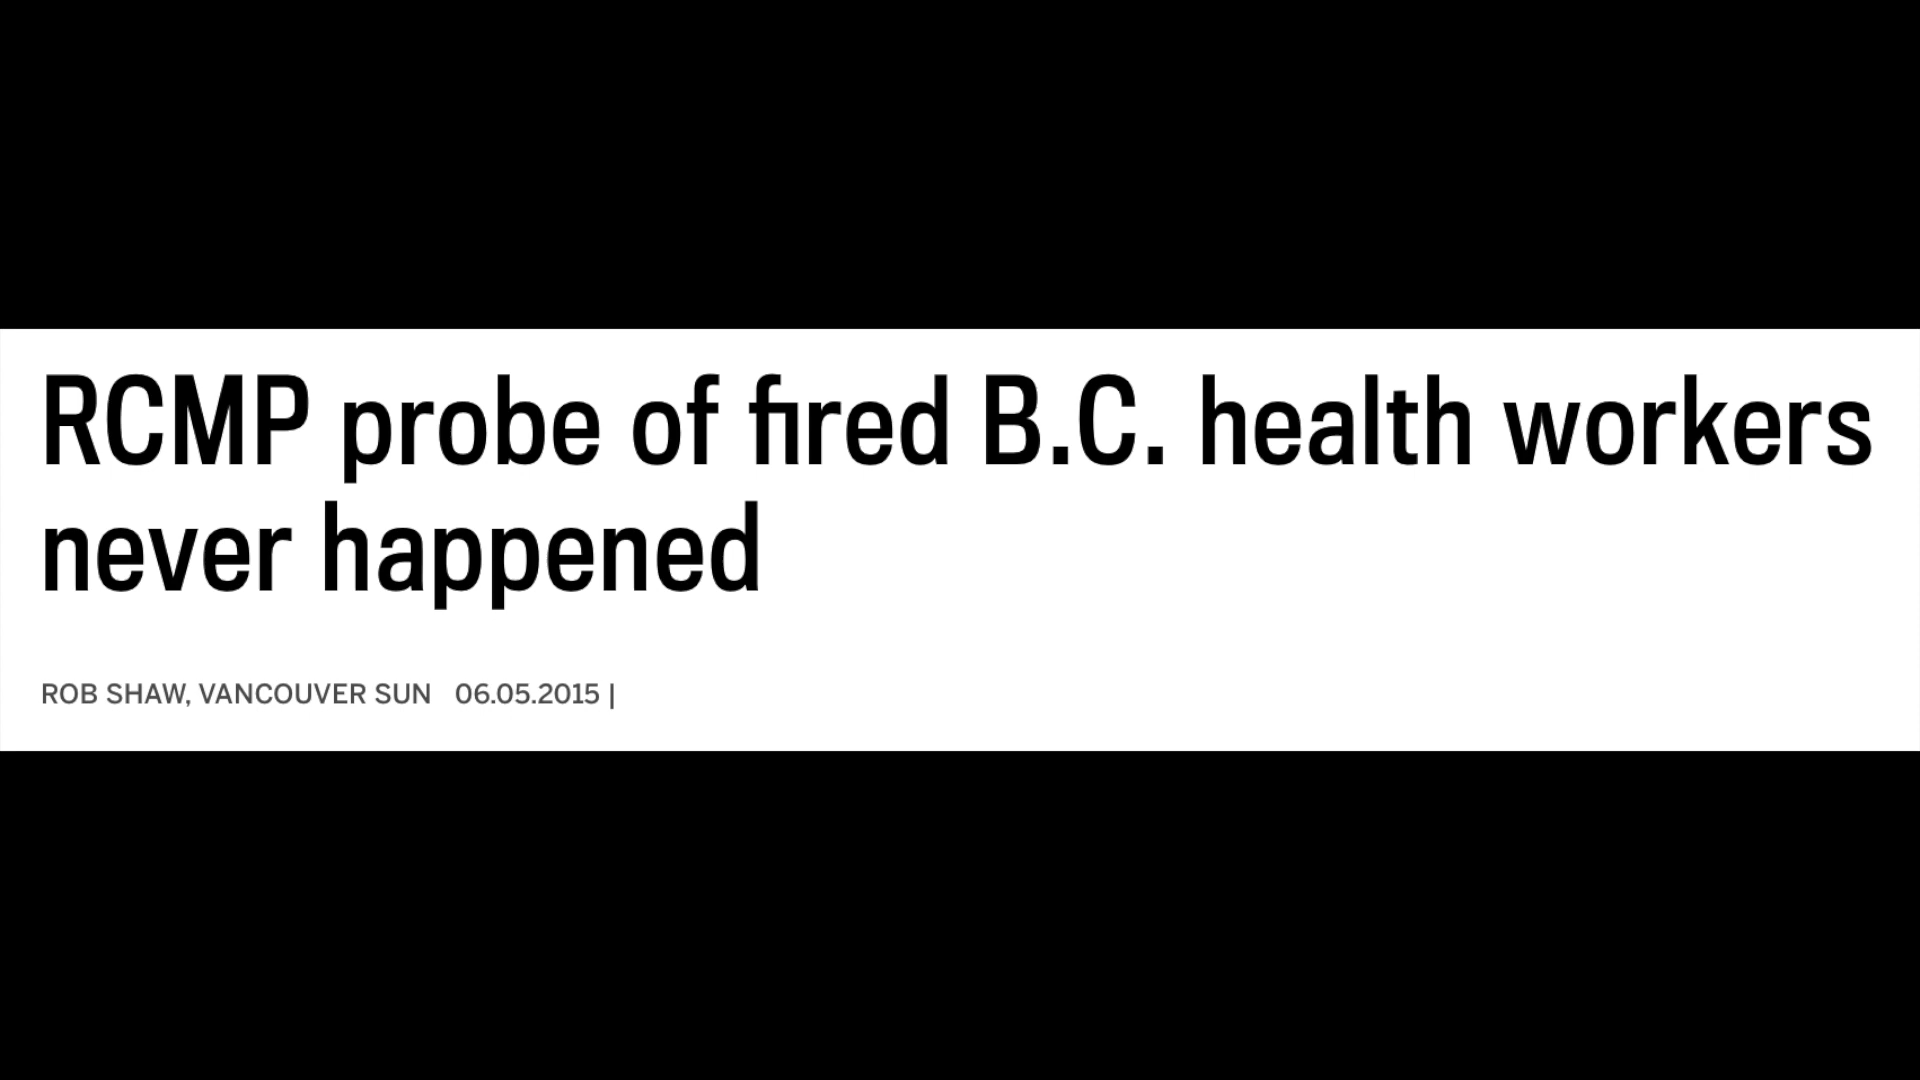 RCMP probe of fired B.C. health workers
never happened
ROB SHAW, VANCOUVER SUN 06.05.2015 |